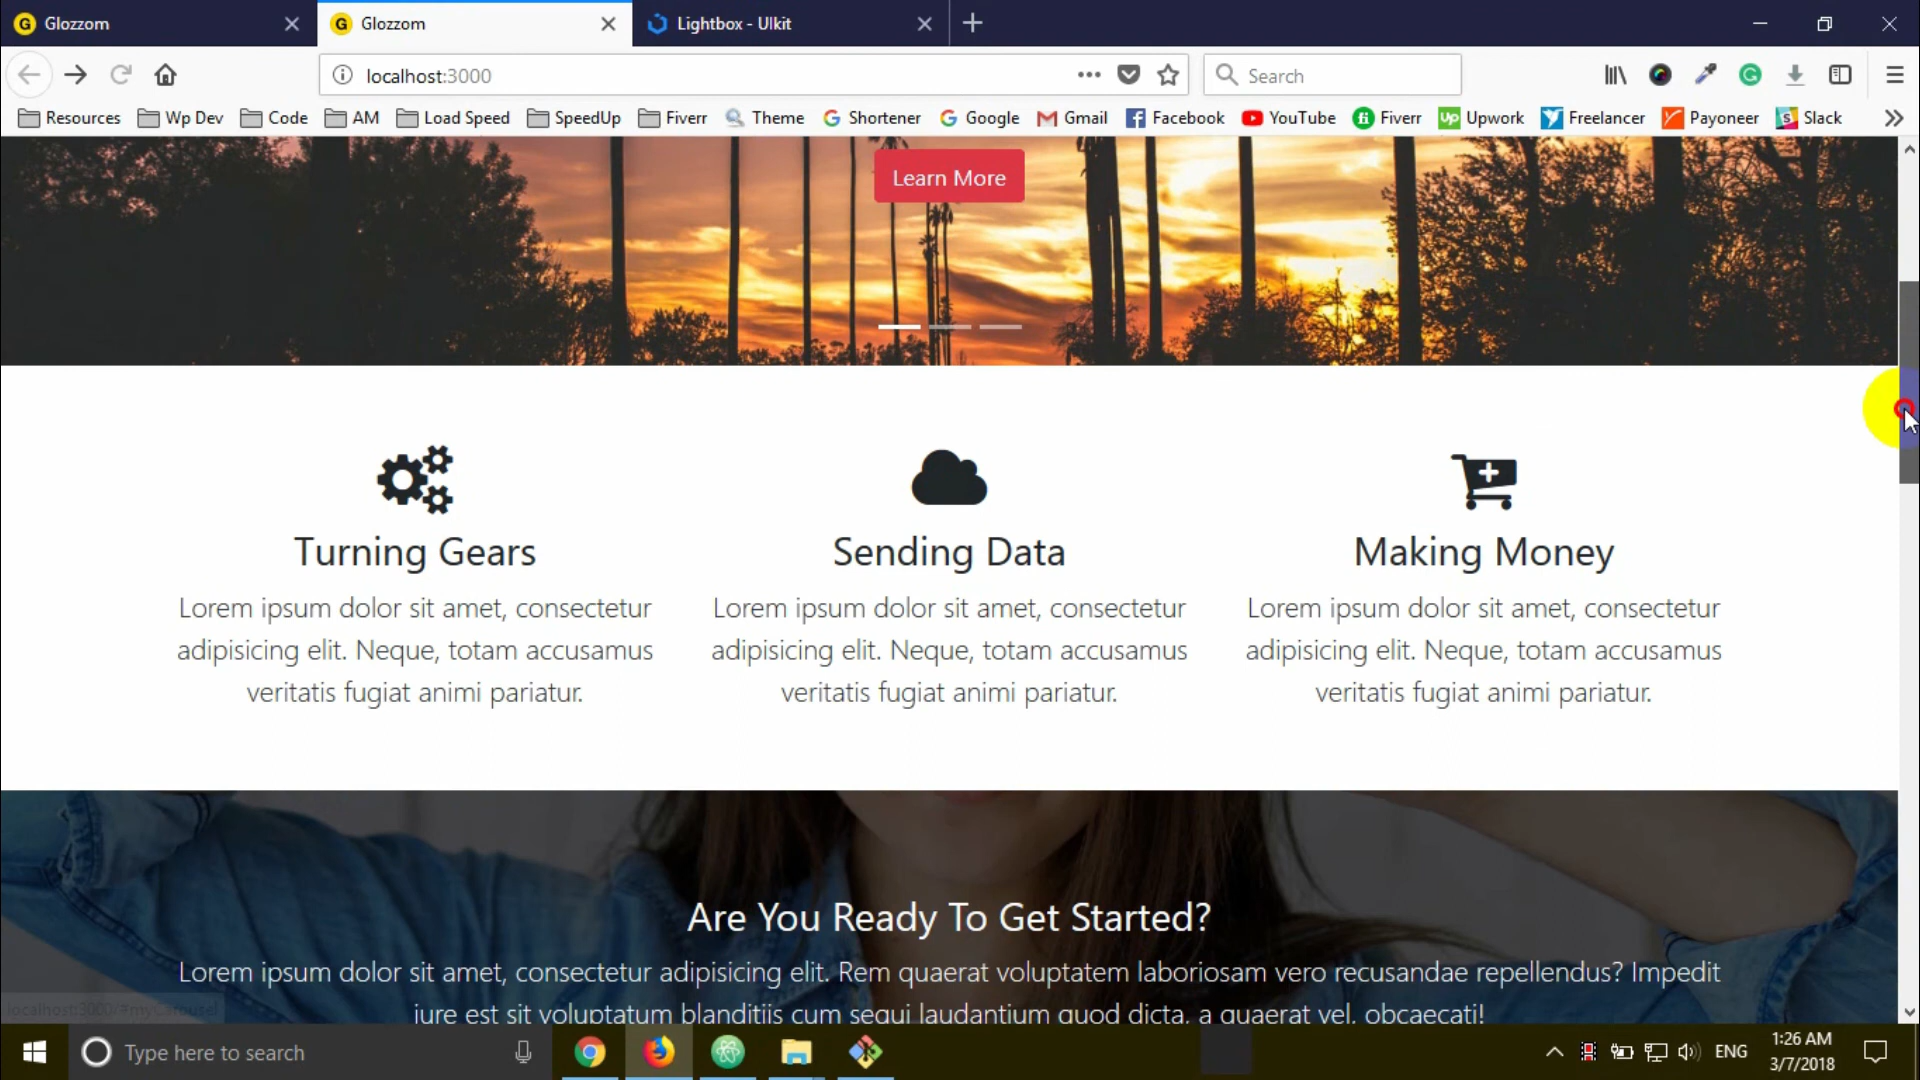 Glozzom
Glozzom
Lightbox - UIkit
localhost:3000
Search
Resources Wp Dev Code AM Load Speed SpeedUp Fiverr Theme Shortener Google Gmail Facebook YouTube Fiverr Upwork Freelancer Payoneer Slack
Learn More
Turning Gears
Lorem ipsum dolor sit amet, consectetur
adipisicing elit. Neque, totam accusamus
veritatis fugiat animi pariatur.
Sending Data
Lorem ipsum dolor sit amet, consectetur
adipisicing elit. Neque, totam accusamus
veritatis fugiat animi pariatur.
Making Money
Lorem ipsum dolor sit amet, consectetur
adipisicing elit. Neque, totam accusamus
veritatis fugiat animi pariatur.
Are You Ready To Get Started?
Lorem ipsum dolor sit amet, consectetur adipisicing elit. Rem quaerat voluptatem laboriosam vero recusandae repellendus? Impedit
iure est sit voluptatum blanditiis cum sequi laudantium quod dicta, a quaerat vel, obcaecati!
localhost:3000/#myCarousel
Type here to search
ENG
1:26 AM
3/7/2018